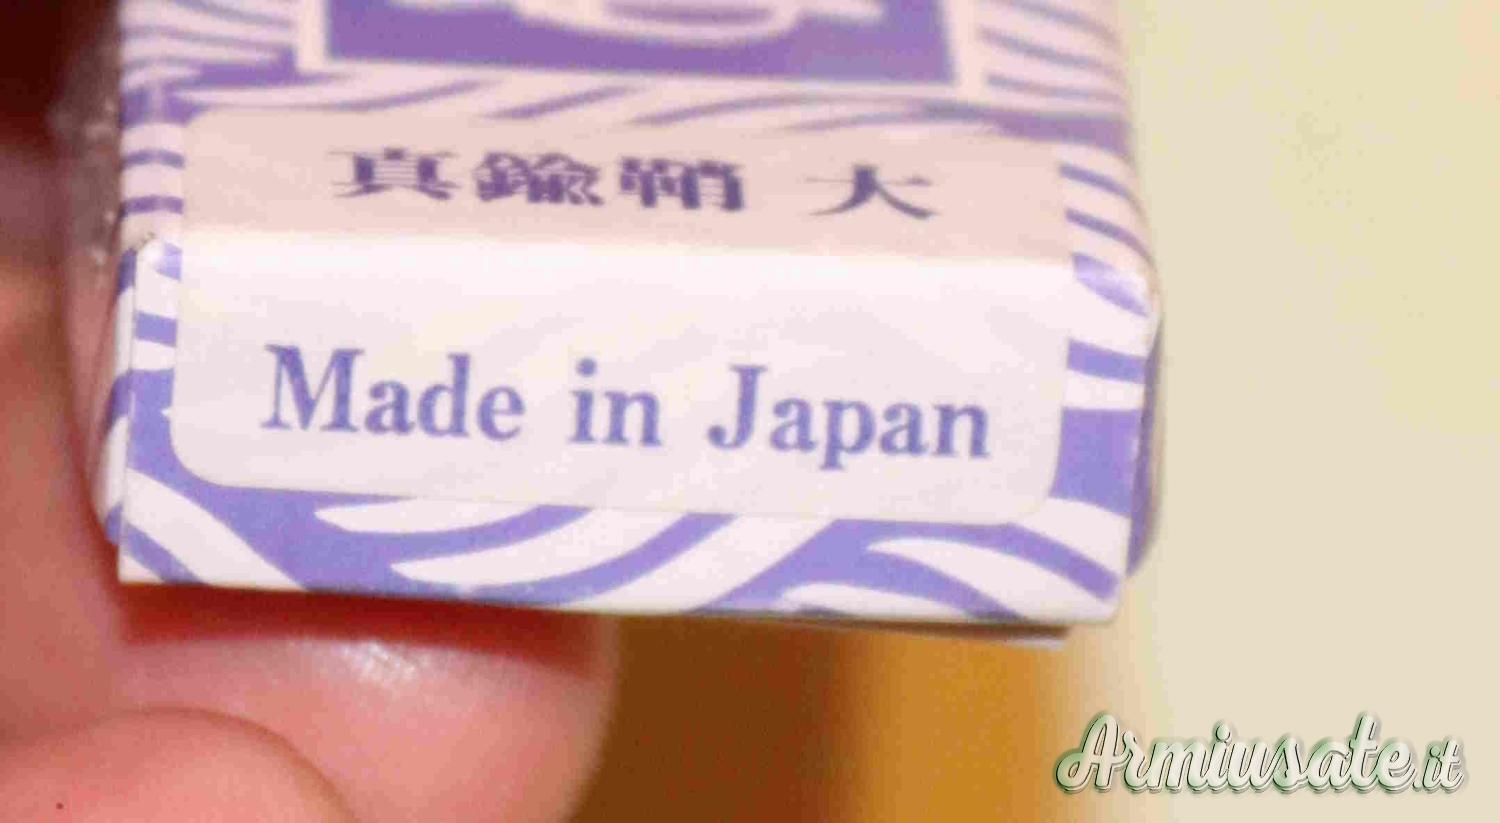 真鍮鞘 大
Made in Japan
Armiusate.it